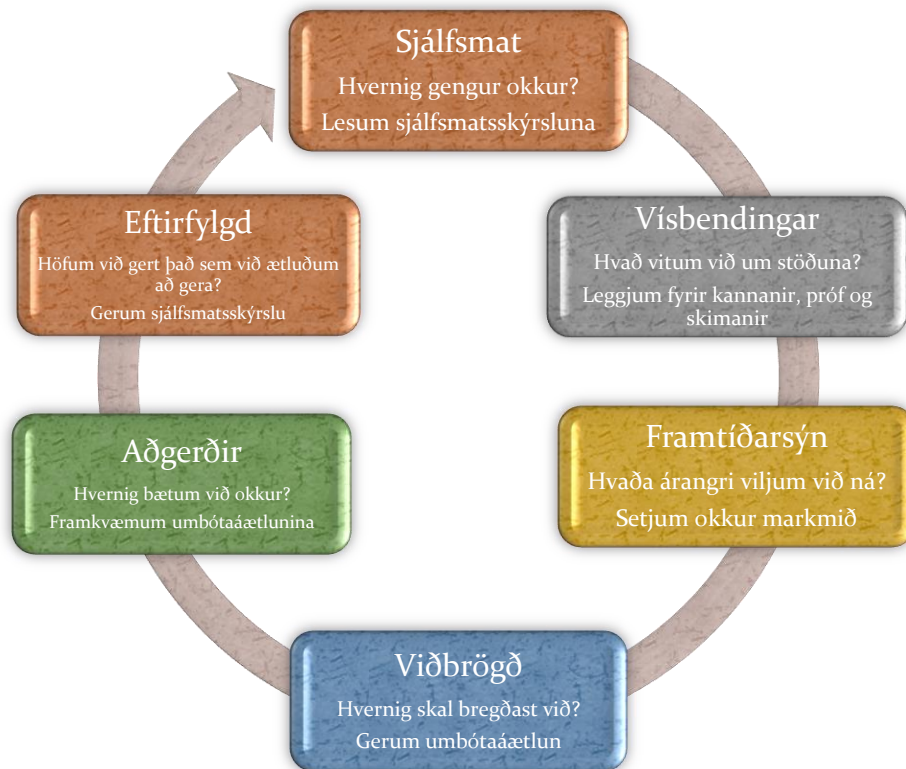 Sjálfsmat
Hvernig gengur okkur?
Lesum sjálfsmatsskýrsluna
Vísbendingar
Hvað vitum við um stöðuna?
Leggjum fyrir kannanir, próf og
skimanir
Framtíðarsýn
Hvaða árangri viljum við ná?
Setjum okkur markmið
Viðbrögð
Hvernig skal bregðast við?
Gerum umbótaáætlun
Aðgerðir
Hvernig bætum við okkur?
Framkvæmum umbótaáætlunina
Eftirfylgd
Höfum við gert það sem við ætluðum
að gera?
Gerum sjálfsmatsskýrslu